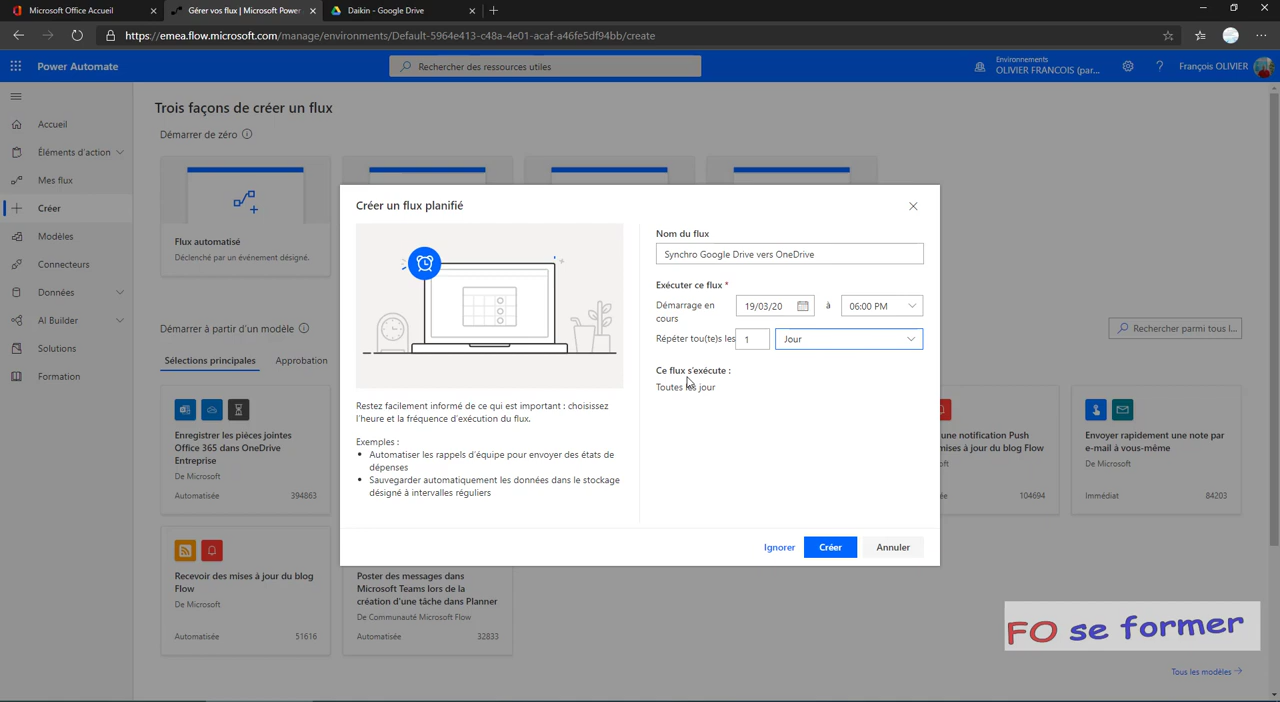 Microsoft Office Accueil
Gérer vos flux | Microsoft Power
Daikin - Google Drive
https://emea.flow.microsoft.com/manage/environments/Default-5964e413-c48a-4e01-acaf-a46fe5df94bb/create
Power Automate
Rechercher des ressources utiles
Environnements
OLIVIER FRANCOIS (par...
François OLIVIER
Accueil
Éléments d'action
Mes flux
Créer
Modèles
Connecteurs
Données
AI Builder
Solutions
Formation
Trois façons de créer un flux
Démarrer de zéro
Flux automatisé
Déclenché par un événement désigné.
Démarrer à partir d'un modèle
Rechercher parmi tous l...
Sélections principales
Approbation
Enregistrer les pièces jointes
Office 365 dans OneDrive
Entreprise
De Microsoft
Automatisée
394863
une notification Push
mises à jour du blog Flow
104694
Envoyer rapidement une note par
e-mail à vous-même
De Microsoft
Immédiat
84203
Recevoir des mises à jour du blog
Flow
De Microsoft
Automatisée
51616
Poster des messages dans
Microsoft Teams lors de la
création d'une tâche dans Planner
De Communauté Microsoft Flow
Automatisée
32833
Tous les modèles
Créer un flux planifié
Restez facilement informé de ce qui est important : choisissez
l'heure et la fréquence d'exécution du flux.
Exemples :
Automatiser les rappels d'équipe pour envoyer des états de
dépenses
Sauvegarder automatiquement les données dans le stockage
désigné à intervalles réguliers
Nom du flux
Synchro Google Drive vers OneDrive
Exécuter ce flux *
Démarrage en
cours
19/03/20
à
06:00 PM
Répéter tou(te)s les
1
Jour
Ce flux s'exécute :
Toutes les jour
Ignorer
Créer
Annuler
FO se former